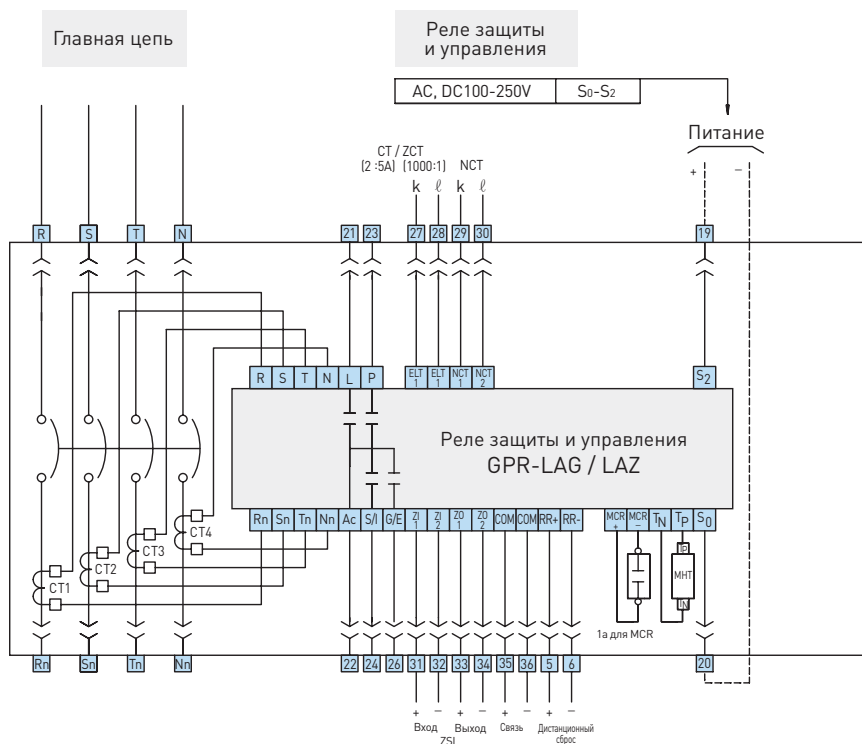 Главная цепь
Реле защиты
и управления
AC, DC100-250V S0-S2
Питание
+ −
CT / ZCT
(2 :5A) (1000:1) NCT
k ℓ k ℓ
R S T N 21 23 27 28 29 30 19
R S T N L P ELT 1 ELT 1 NCT 1 NCT 2 S2
Реле защиты и управления
GPR-LAG / LAZ
Rn Sn Tn Nn Ac S/I G/E ZI 1 ZI 2 ZO 1 ZO 2 COM COM RR+ RR- MCR + MCR − TN TP S0
CT4
CT3
CT2
CT1
TP
MHT
TN
1a для MCR
Rn Sn Tn Nn 22 24 26 31 32 33 34 35 36 5 6 20
+ − + − + − + −
Вход Выход Связь Дистанционный
ZSI сброс